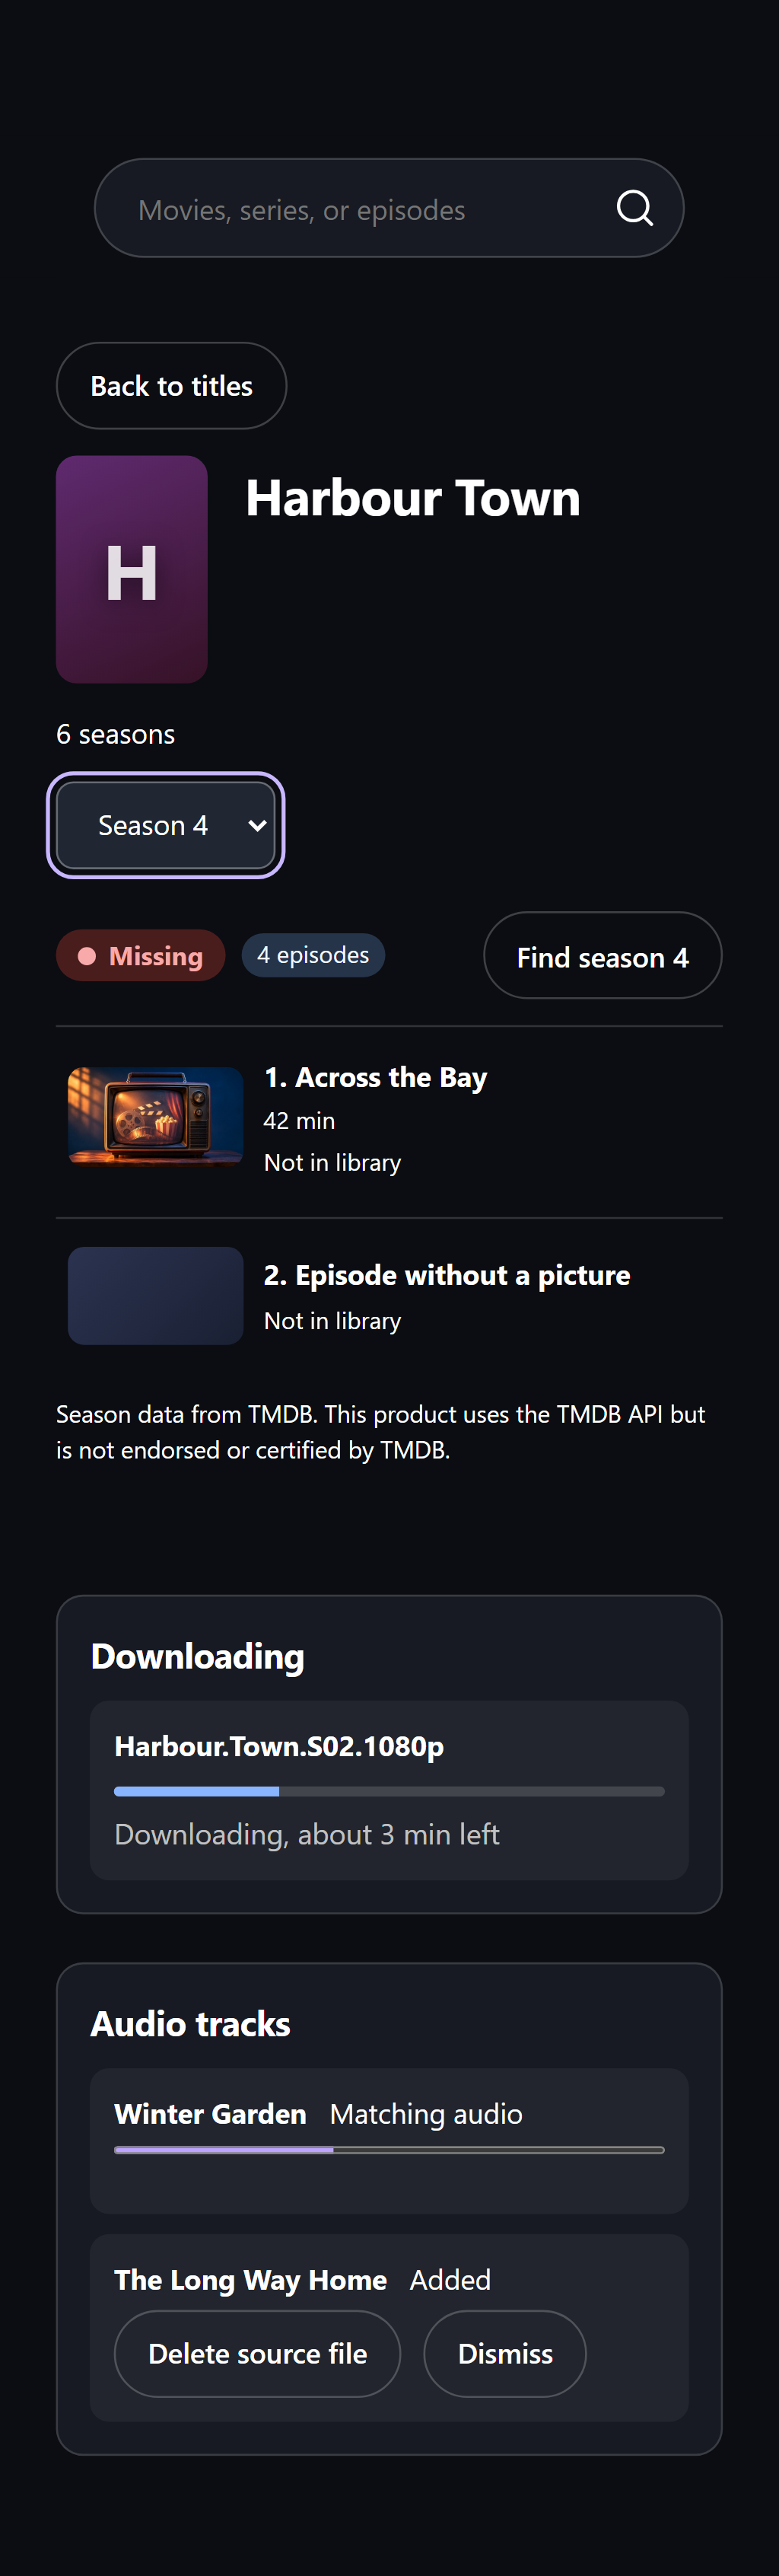 Movies, series, or episodes
Back to titles
H
Harbour Town
6 seasons
Season 4
Missing
4 episodes
Find season 4
1. Across the Bay
42 min
Not in library
2. Episode without a picture
Not in library
Season data from TMDB. This product uses the TMDB API but
is not endorsed or certified by TMDB.
Downloading
Harbour.Town.S02.1080p
Downloading, about 3 min left
Audio tracks
Winter Garden Matching audio
The Long Way Home Added
Delete source file
Dismiss